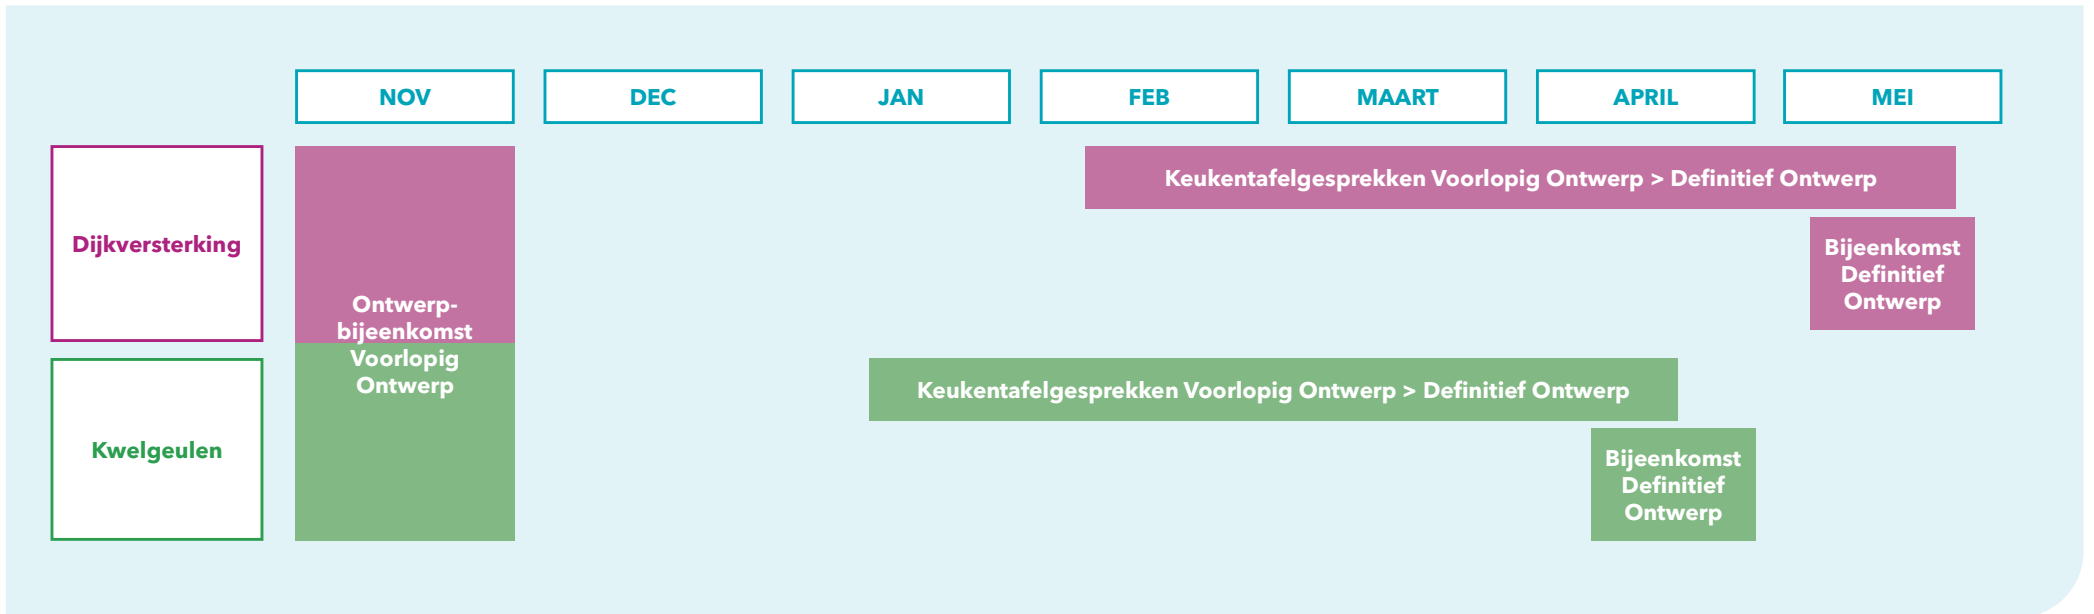 NOV
DEC
JAN
FEB
MAART
APRIL
MEI
Dijkversterking
Ontwerp-
bijeenkomst
Voorlopig
Ontwerp
Keukentafelgesprekken Voorlopig Ontwerp > Definitief Ontwerp
Bijeenkomst
Definitief
Ontwerp
Kwelgeulen
Keukentafelgesprekken Voorlopig Ontwerp > Definitief Ontwerp
Bijeenkomst
Definitief
Ontwerp